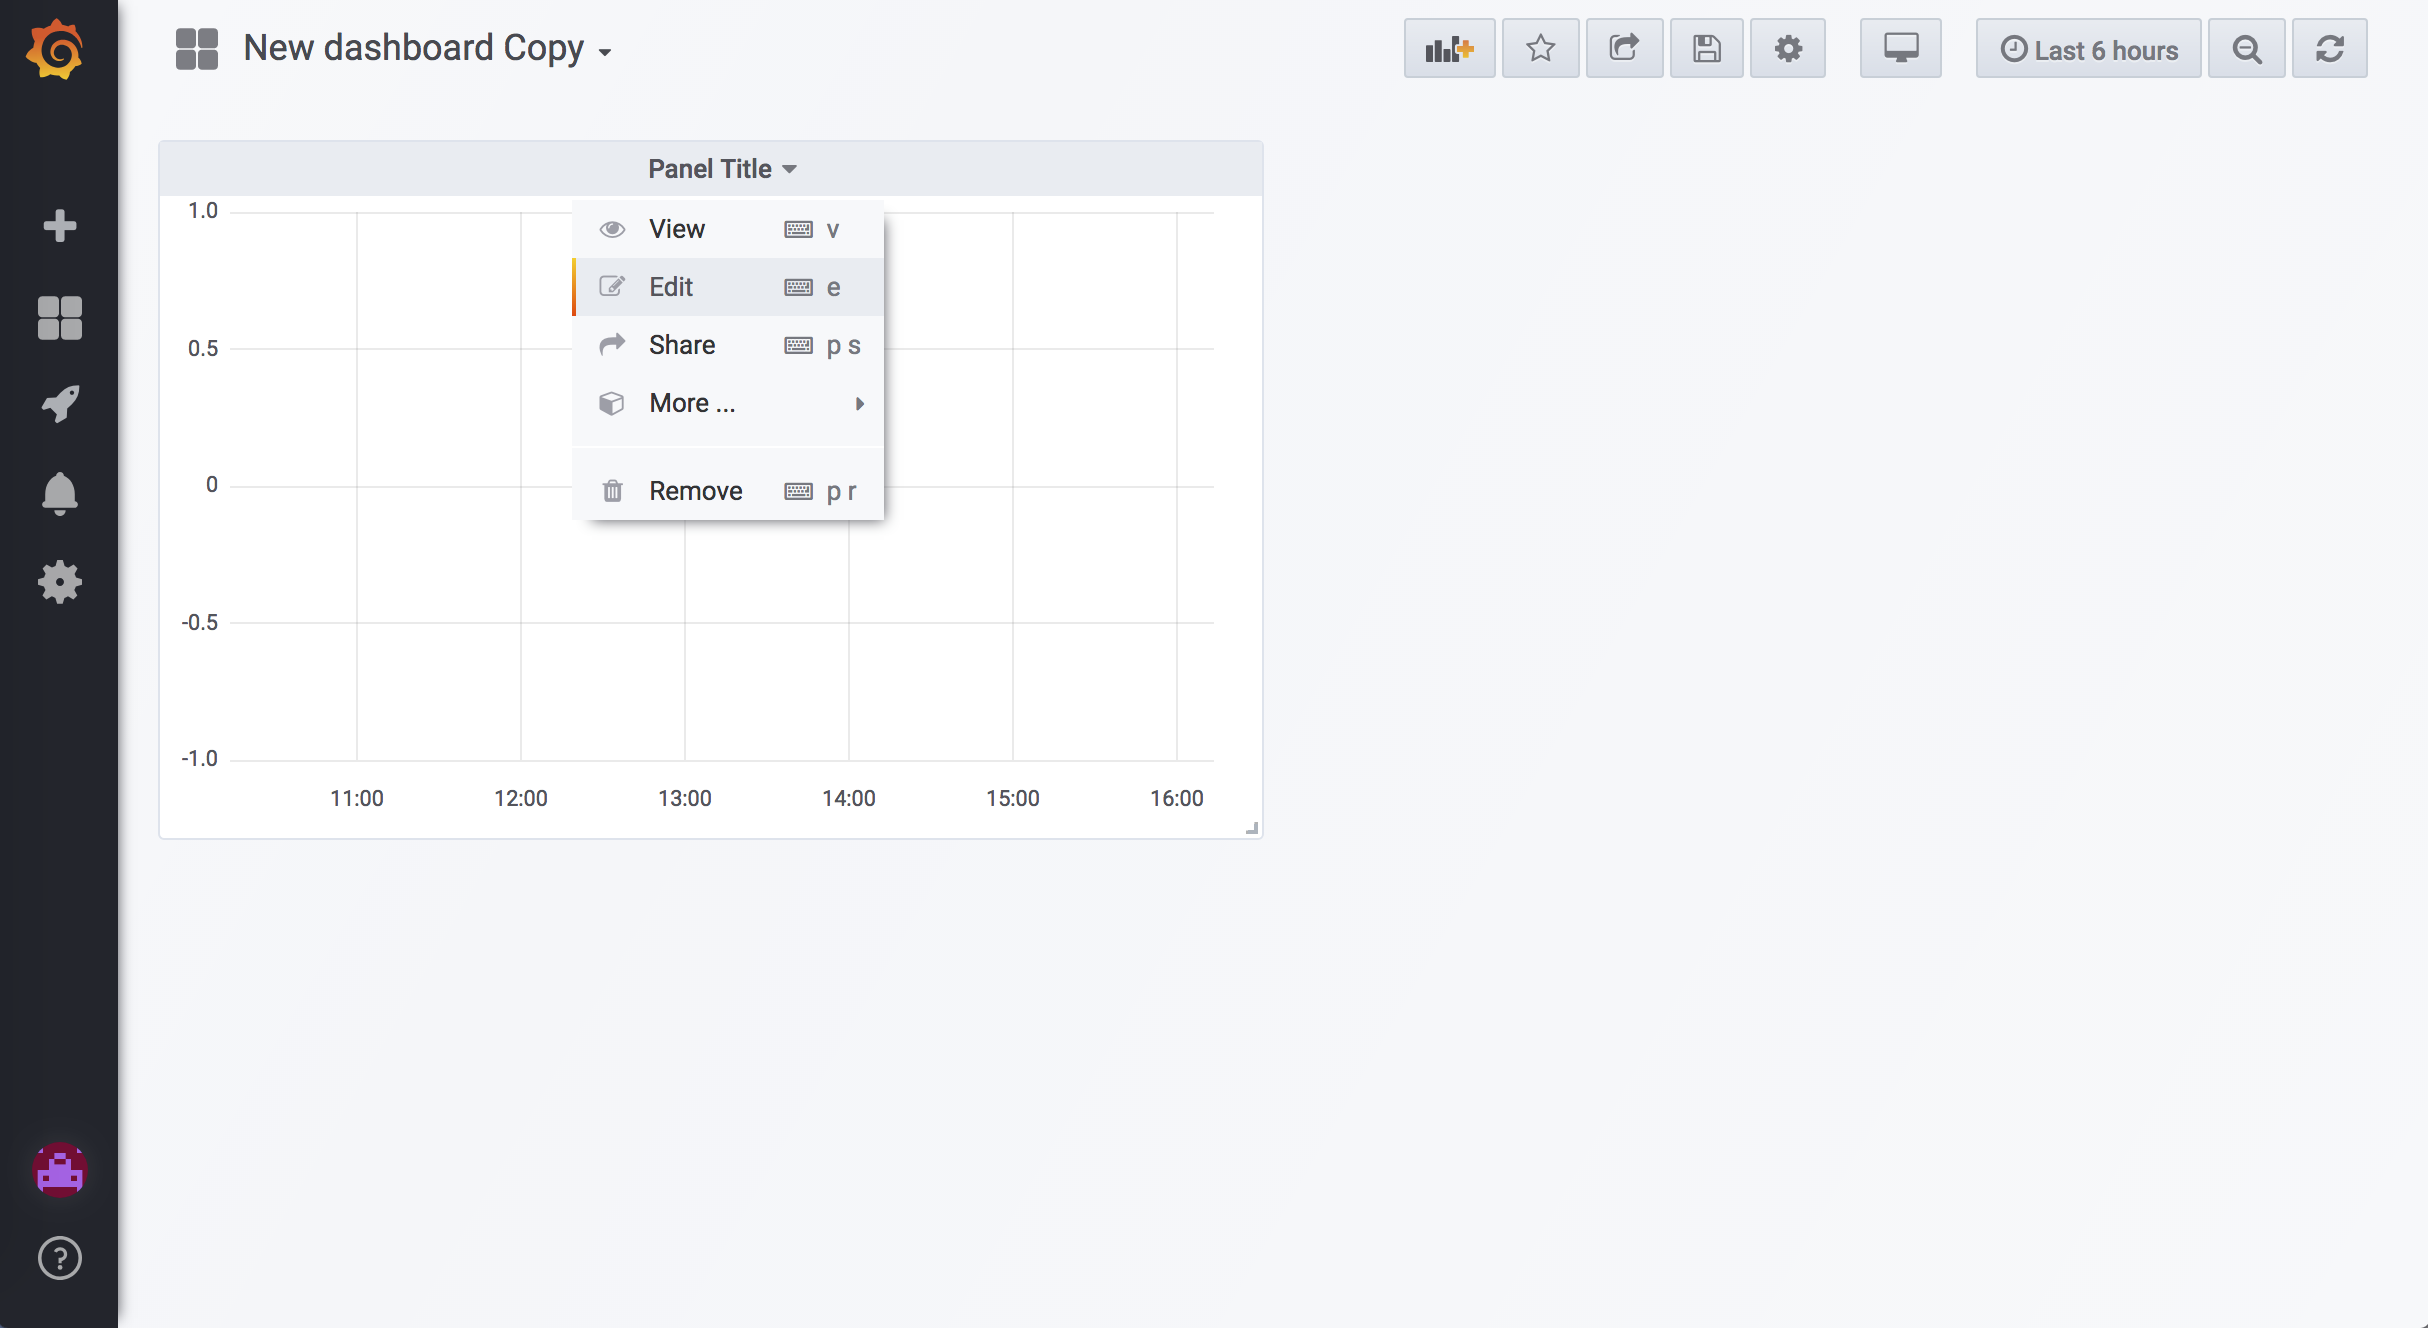 New dashboard Copy
Last 6 hours
Panel Title
1.0
0.5
0
-0.5
-1.0
View v
Edit e
Share p s
More ...
Remove p r
11:00 12:00 13:00 14:00 15:00 16:00
?